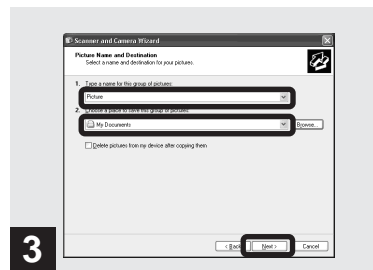 Scanner and Camera Wizard
Picture Name and Destination
Select a name and destination for your pictures.
1. Type a name for this group of pictures:
Picture
2. Choose a place to save this group of pictures:
My Documents
Browse...
Delete pictures from my device after copying them
< Back
Next >
Cancel
3